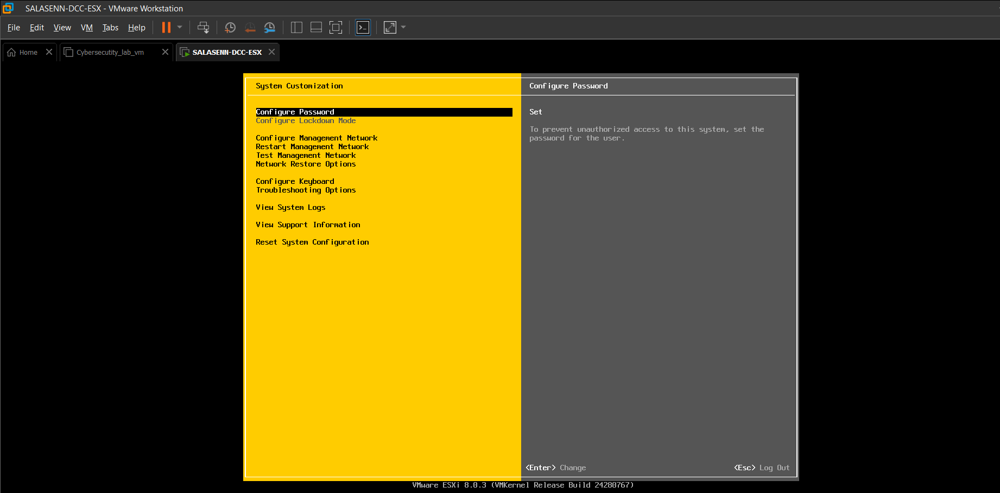 SALASENN-DCC-ESX - VMware Workstation
File Edit View VM Tabs Help
Home
Cybersecutity_lab_vm
SALASENN-DCC-ESX
System Customization
Configure Password
Configure Lockdown Mode
Configure Management Network
Restart Management Network
Test Management Network
Network Restore Options
Configure Keyboard
Troubleshooting Options
View System Logs
View Support Information
Reset System Configuration
Configure Password
Set
To prevent unauthorized access to this system, set the
password for the user.
<Enter> Change
<Esc> Log Out
VMware ESXi 8.0.3 (VMKernel Release Build 24280767)